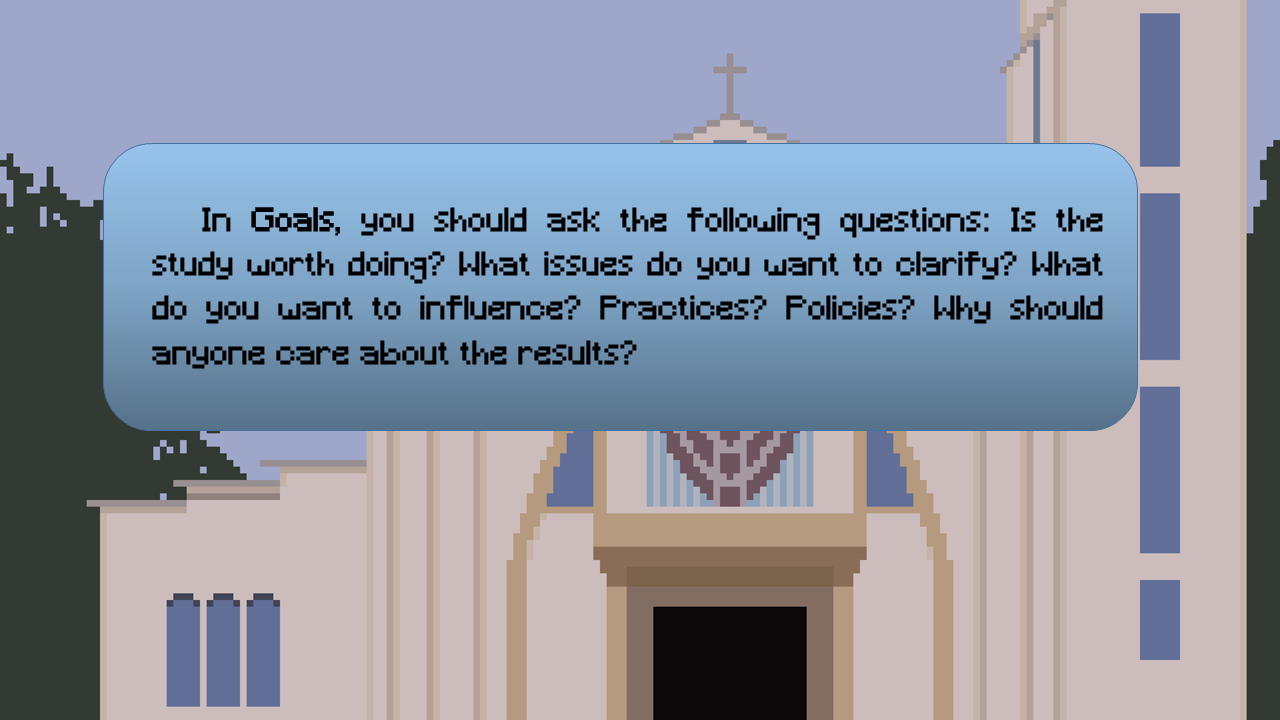 In Goals, you should ask the following questions: Is the
study worth doing? What issues do you want to clarify? What
do you want to influence? Practices? Policies? Why should
anyone care about the results?